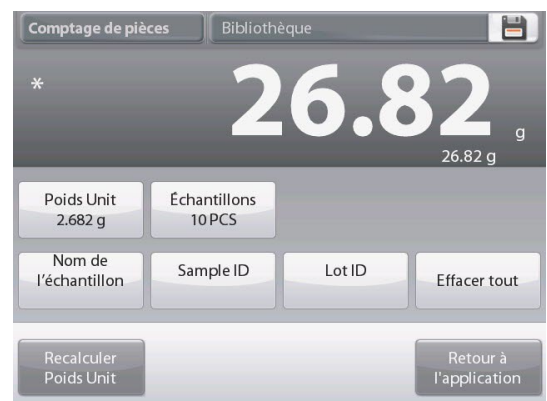 Comptage de pièces
Bibliothèque
*
26.82 g
26.82 g
Poids Unit
2.682 g
Échantillons
10 PCS
Nom de
l'échantillon
Sample ID
Lot ID
Effacer tout
Recalculer
Poids Unit
Retour à
l'application